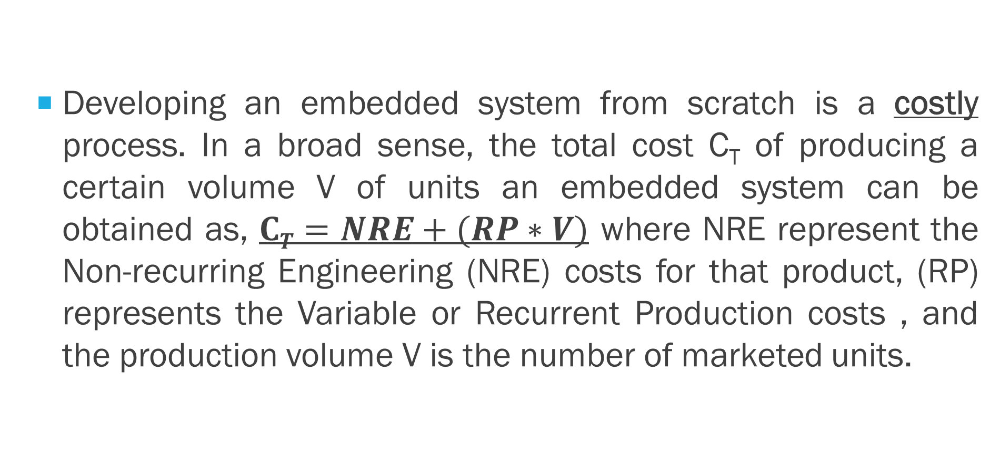 ▪ Developing an embedded system from scratch is a costly
process. In a broad sense, the total cost C_T of producing a
certain volume V of units an embedded system can be
obtained as, C_T = NRE + (RP * V) where NRE represent the
Non-recurring Engineering (NRE) costs for that product, (RP)
represents the Variable or Recurrent Production costs , and
the production volume V is the number of marketed units.